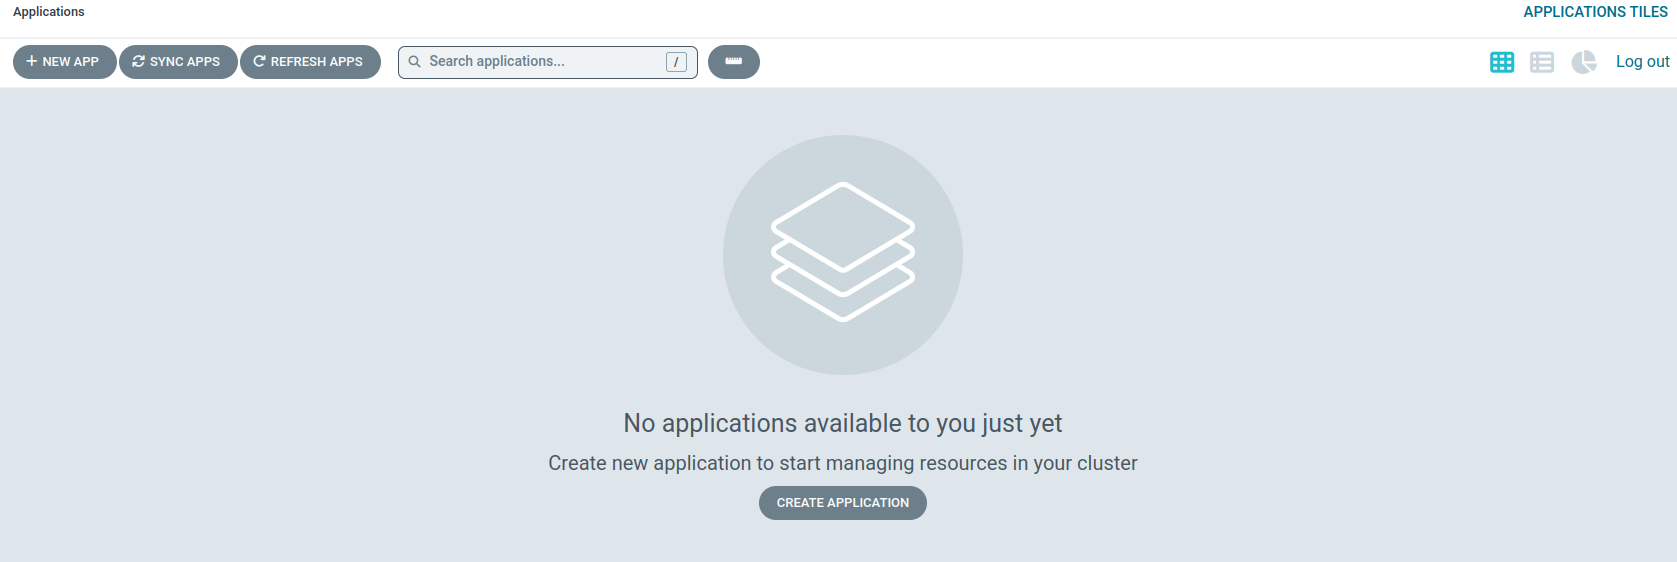 Applications
APPLICATIONS TILES
NEW APP
SYNC APPS
REFRESH APPS
Search applications...
/
Log out
No applications available to you just yet
Create new application to start managing resources in your cluster
CREATE APPLICATION